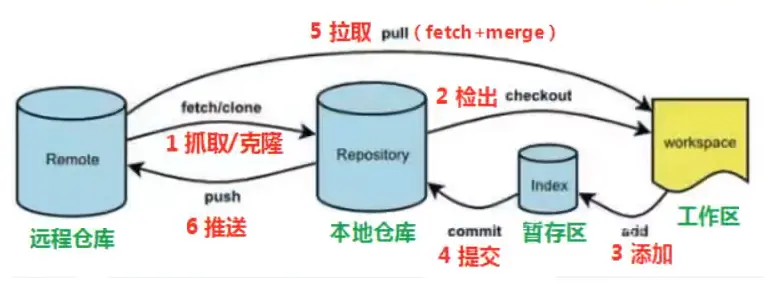 5 拉取 pull（fetch+merge）
fetch/clone
1 抓取/克隆
2 检出 checkout
Remote
Repository
workspace
Index
push
6 推送
commit
4 提交
add
3 添加
远程仓库
本地仓库
暂存区
工作区